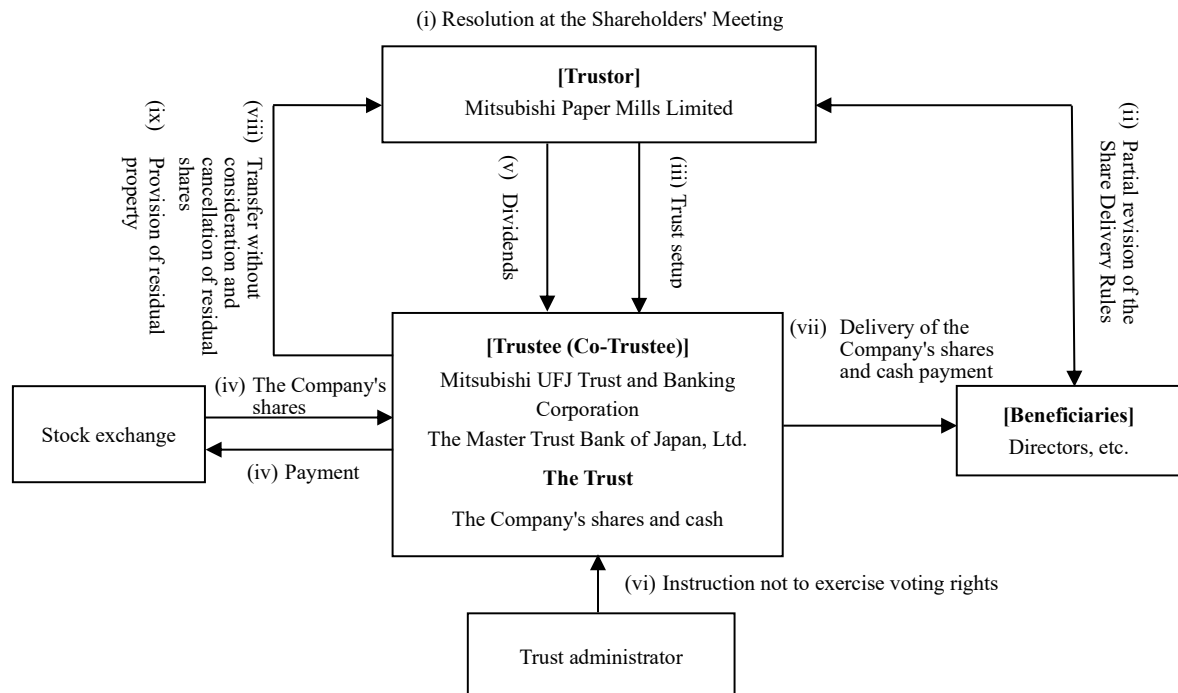 (i) Resolution at the Shareholders' Meeting
[Trustor]
Mitsubishi Paper Mills Limited
(ix) Provision of residual
property
(viii) Transfer without
consideration and
cancellation of residual
shares
(v) Dividends
(iii) Trust setup
(ii) Partial revision of the
Share Delivery Rules
[Trustee (Co-Trustee)]
Mitsubishi UFJ Trust and Banking
Corporation
The Master Trust Bank of Japan, Ltd.
The Trust
The Company's shares and cash
(vii) Delivery of the
Company's shares
and cash payment
(iv) The Company's
shares
Stock exchange
(iv) Payment
[Beneficiaries]
Directors, etc.
(vi) Instruction not to exercise voting rights
Trust administrator